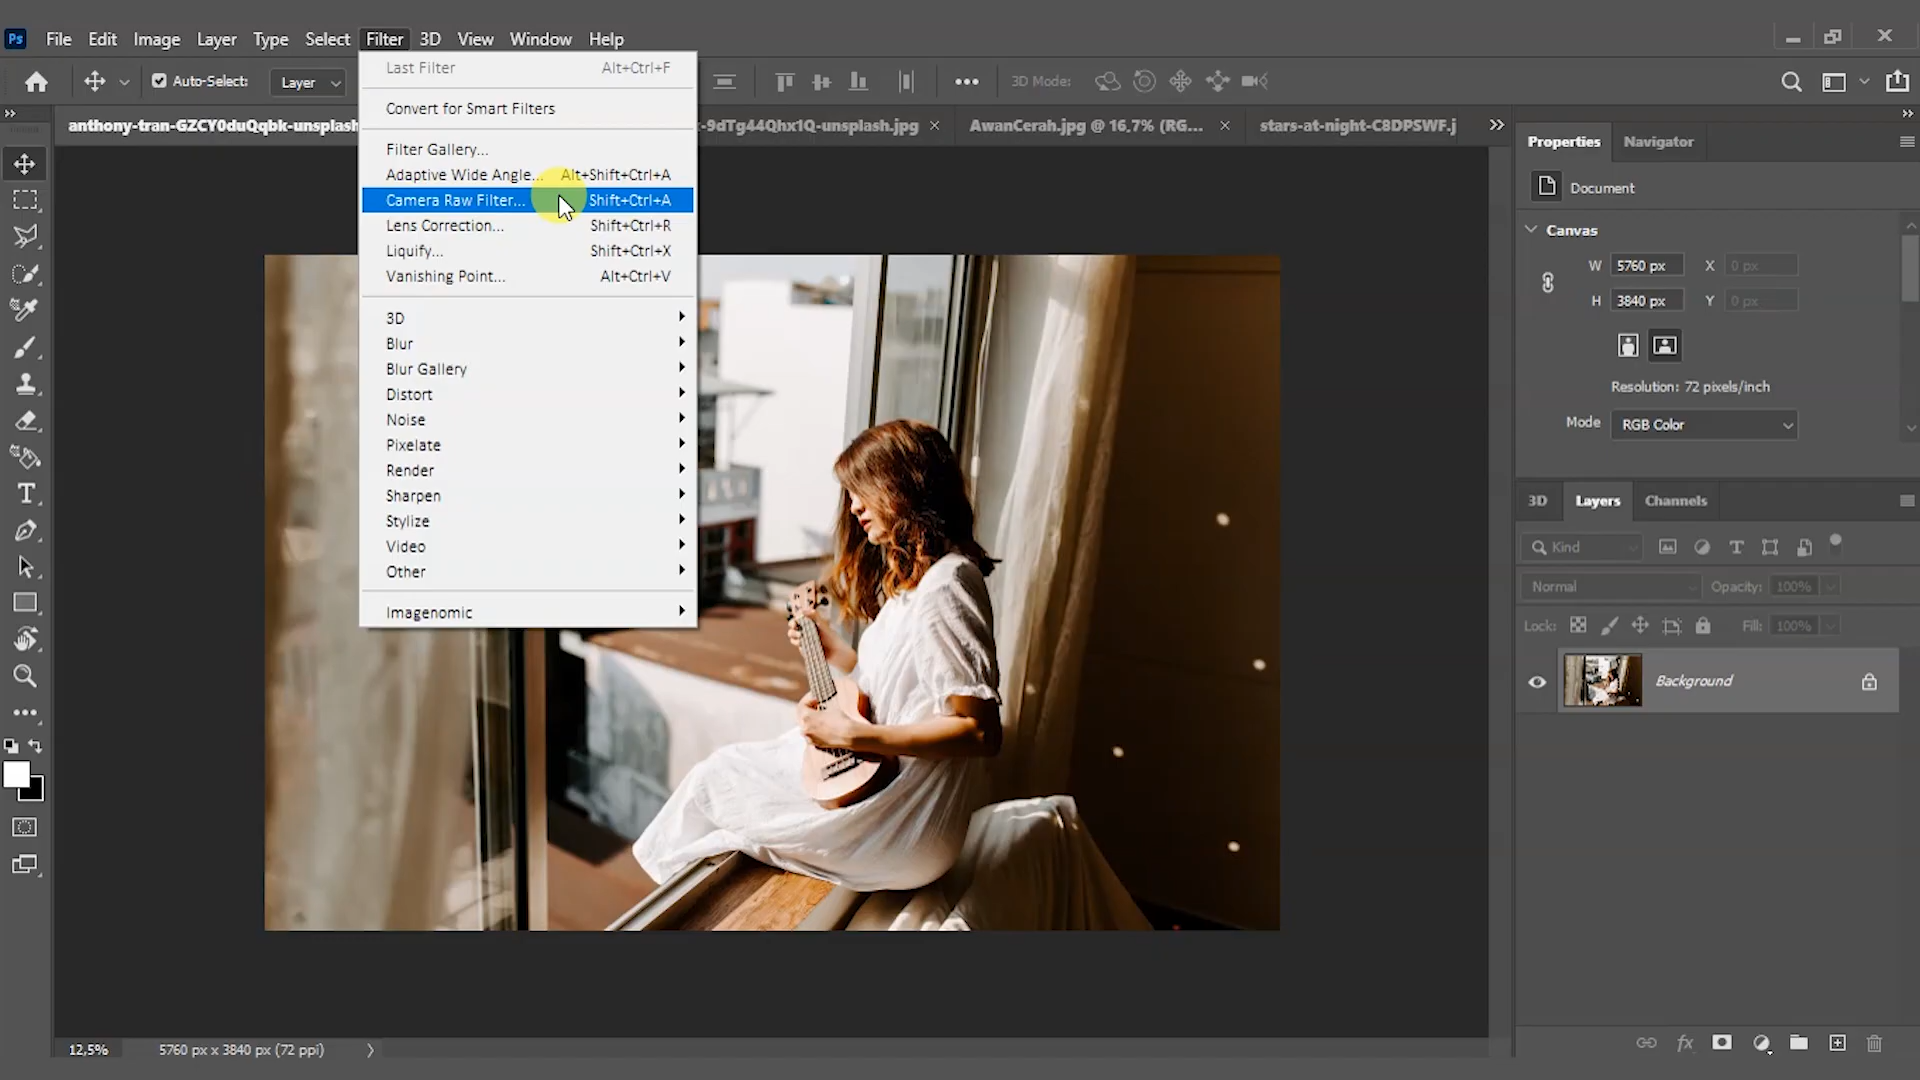 Ps File Edit Image Layer Type Select Filter 3D View Window Help
Auto-Select: Layer 3D Mode:
anthony-tran-GZCY0duQqbk-unsplash -9dTg44Qhx1Q-unsplash.jpg AwanCerah.jpg @ 16,7% (RG... stars-at-night-C8DPSWF.j
Last Filter Alt+Ctrl+F
Convert for Smart Filters
Filter Gallery...
Adaptive Wide Angle... Alt+Shift+Ctrl+A
Camera Raw Filter... Shift+Ctrl+A
Lens Correction... Shift+Ctrl+R
Liquify... Shift+Ctrl+X
Vanishing Point... Alt+Ctrl+V
3D
Blur
Blur Gallery
Distort
Noise
Pixelate
Render
Sharpen
Stylize
Video
Other
Imagenomic
Properties Navigator
Document
Canvas
W 5760 px X 0 px
H 3840 px Y 0 px
Resolution: 72 pixels/inch
Mode RGB Color
3D Layers Channels
Kind
Normal Opacity: 100%
Lock: Fill: 100%
Background
fx
12,5% 5760 px x 3840 px (72 ppi)